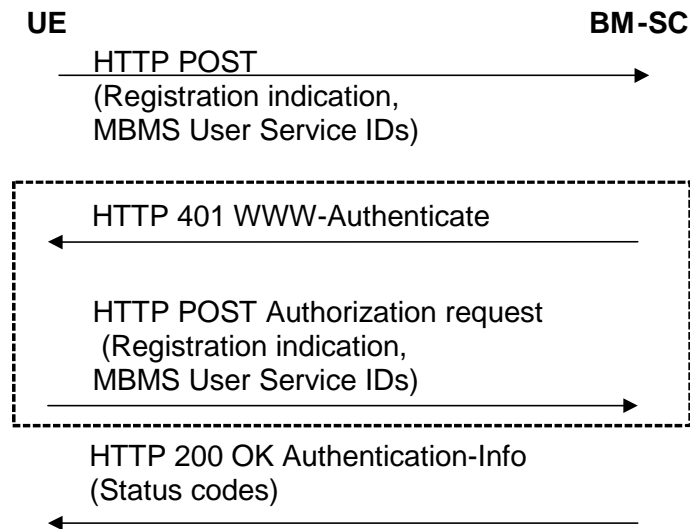 UE BM-SC
HTTP POST
(Registration indication,
MBMS User Service IDs)
HTTP 401 WWW-Authenticate
HTTP POST Authorization request
(Registration indication,
MBMS User Service IDs)
HTTP 200 OK Authentication-Info
(Status codes)